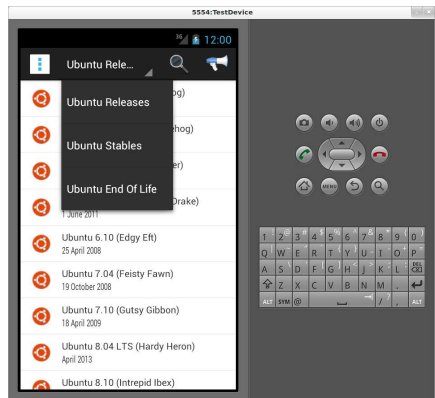 5554:TestDevice
3G 12:00
Ubuntu Rele...
og)
Ubuntu Releases
hog)
Ubuntu Stables
er)
Ubuntu End Of Life
Drake)
1 June 2011
Ubuntu 6.10 (Edgy Eft)
25 April 2008
Ubuntu 7.04 (Feisty Fawn)
19 October 2008
Ubuntu 7.10 (Gutsy Gibbon)
18 April 2009
Ubuntu 8.04 LTS (Hardy Heron)
April 2013
Ubuntu 8.10 (Intrepid Ibex)
MENU
1 2 3 4 5 6 7 8 9 0
Q W E R T Y U I O P
A S D F G H J K L DEL
Z X C V B N M .
ALT SYM @ / , ALT